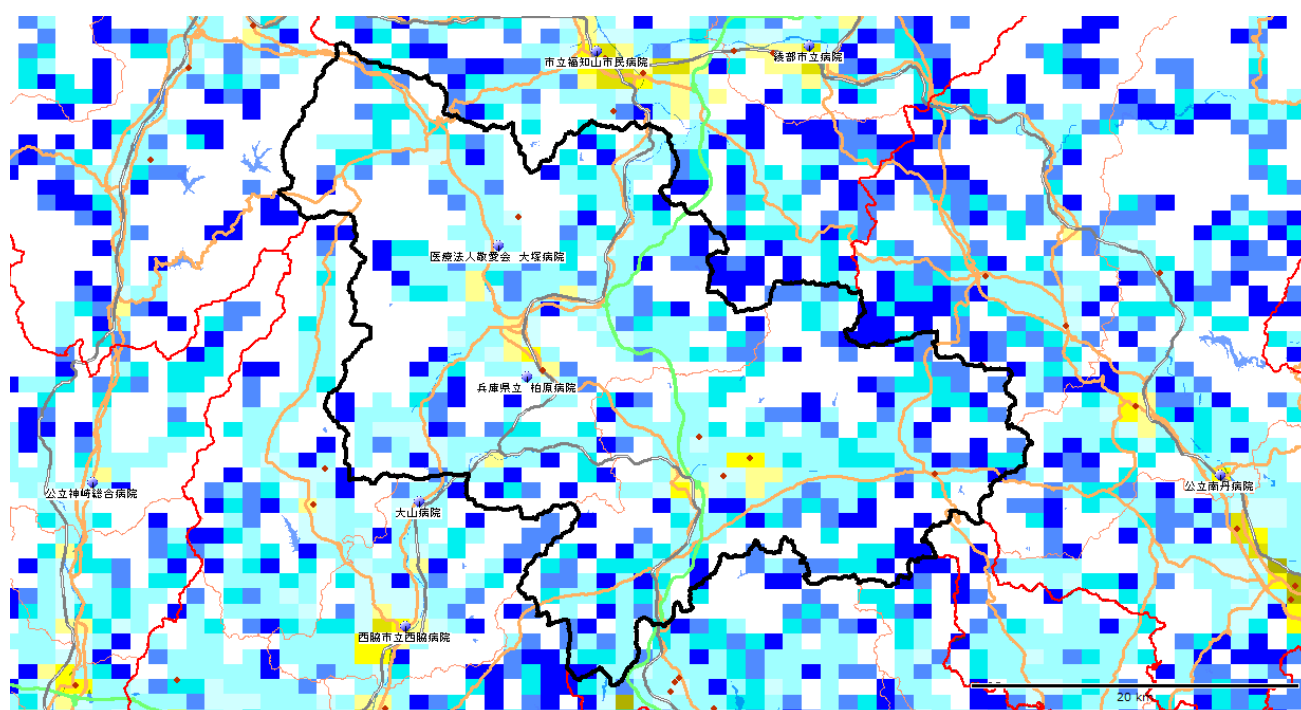 綾部市立病院
市立福知山市民病院
医療法人敬愛会　大塚病院
兵庫県立　柏原病院
公立南丹病院
公立神崎総合病院
大山病院
西脇市立西脇病院
20 km